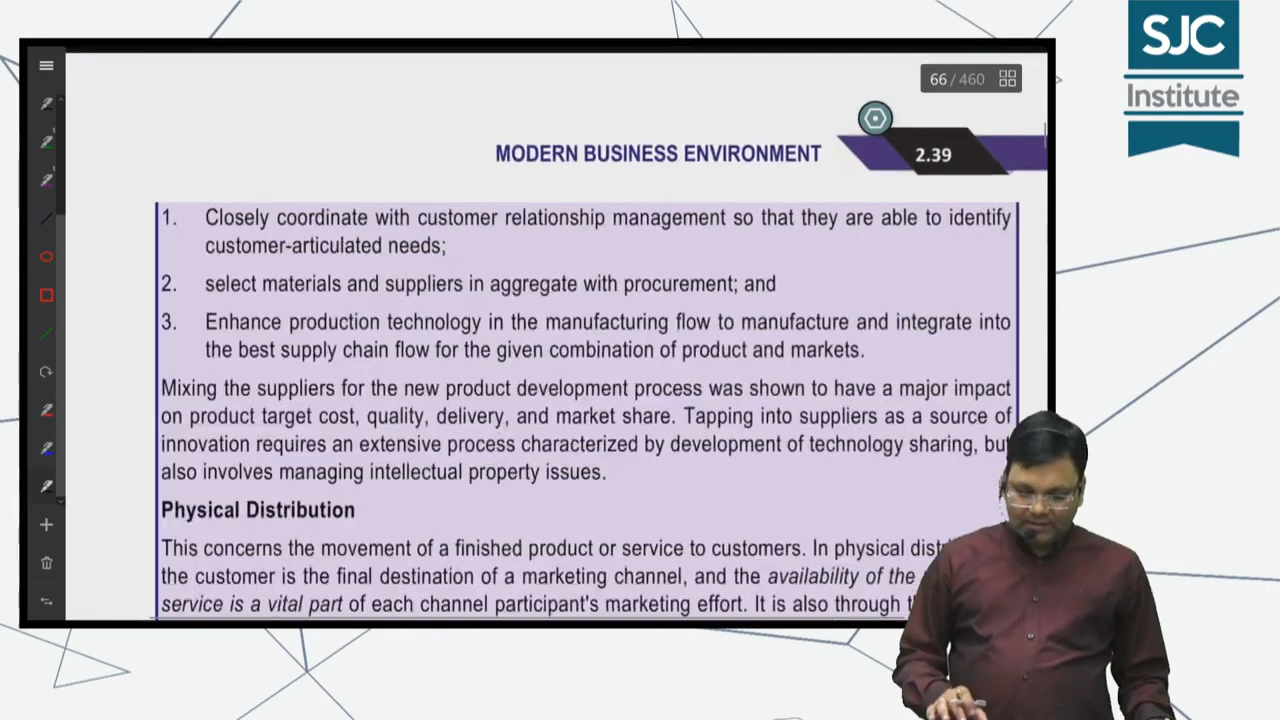 SJC
Institute
66 / 460
MODERN BUSINESS ENVIRONMENT
2.39
1. Closely coordinate with customer relationship management so that they are able to identify
customer-articulated needs;
2. select materials and suppliers in aggregate with procurement; and
3. Enhance production technology in the manufacturing flow to manufacture and integrate into
the best supply chain flow for the given combination of product and markets.
Mixing the suppliers for the new product development process was shown to have a major impact
on product target cost, quality, delivery, and market share. Tapping into suppliers as a source of
innovation requires an extensive process characterized by development of technology sharing, but
also involves managing intellectual property issues.
Physical Distribution
This concerns the movement of a finished product or service to customers. In physical
the customer is the final destination of a marketing channel, and the availability of the
service is a vital part of each channel participant's marketing effort. It is also through